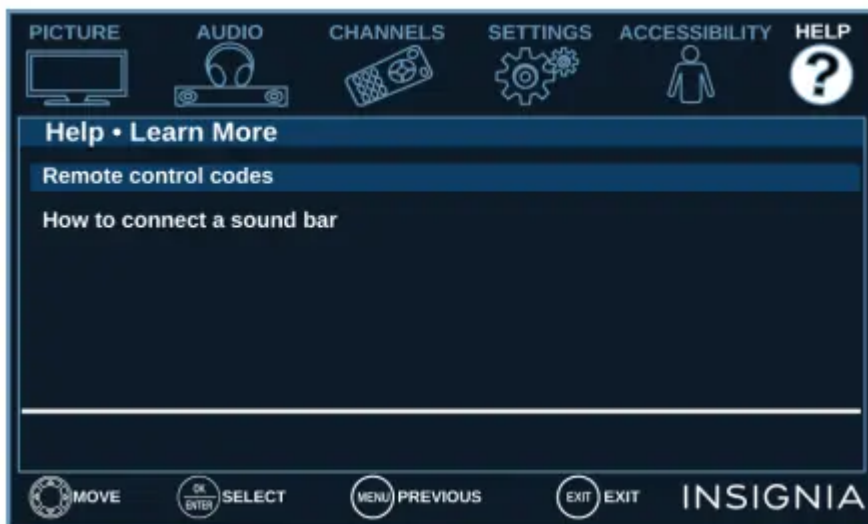 PICTURE AUDIO CHANNELS SETTINGS ACCESSIBILITY HELP
?
Help • Learn More
Remote control codes
How to connect a sound bar
OK ENTER
MOVE SELECT MENU PREVIOUS EXIT EXIT INSIGNIA